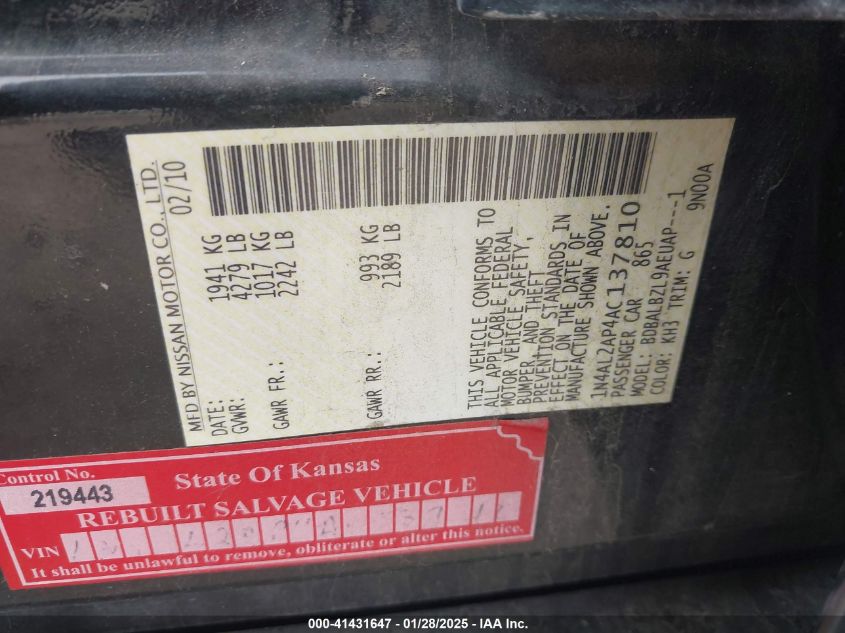 MFD BY NISSAN MOTOR CO., LTD.
DATE: 02/10
GVWR: 1941 KG
4279 LB
GAWR FR.: 1017 KG
2242 LB
GAWR RR.: 993 KG
2189 LB
THIS VEHICLE CONFORMS TO
ALL APPLICABLE FEDERAL
MOTOR VEHICLE SAFETY,
BUMPER, AND THEFT
PREVENTION STANDARDS IN
EFFECT ON THE DATE OF
MANUFACTURE SHOWN ABOVE.
1N4AL2AP4AC137810
PASSENGER CAR 865
MODEL: BDBALBZL9AEUAP---1
COLOR: KH3 TRIM: G 9N00A
Control No.
219443
State Of Kansas
REBUILT SALVAGE VEHICLE
VIN
It shall be unlawful to remove, obliterate or alter this notice.
000-41431647 | 01/28/2025 | IAA Inc.